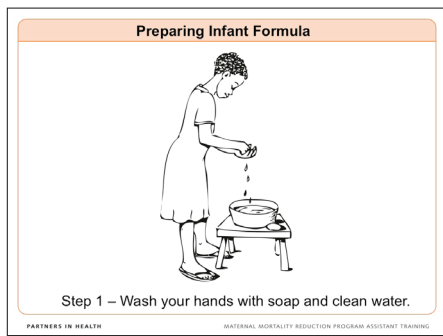 Preparing Infant Formula
Step 1 – Wash your hands with soap and clean water.
PARTNERS IN HEALTH
MATERNAL MORTALITY REDUCTION PROGRAM ASSISTANT TRAINING